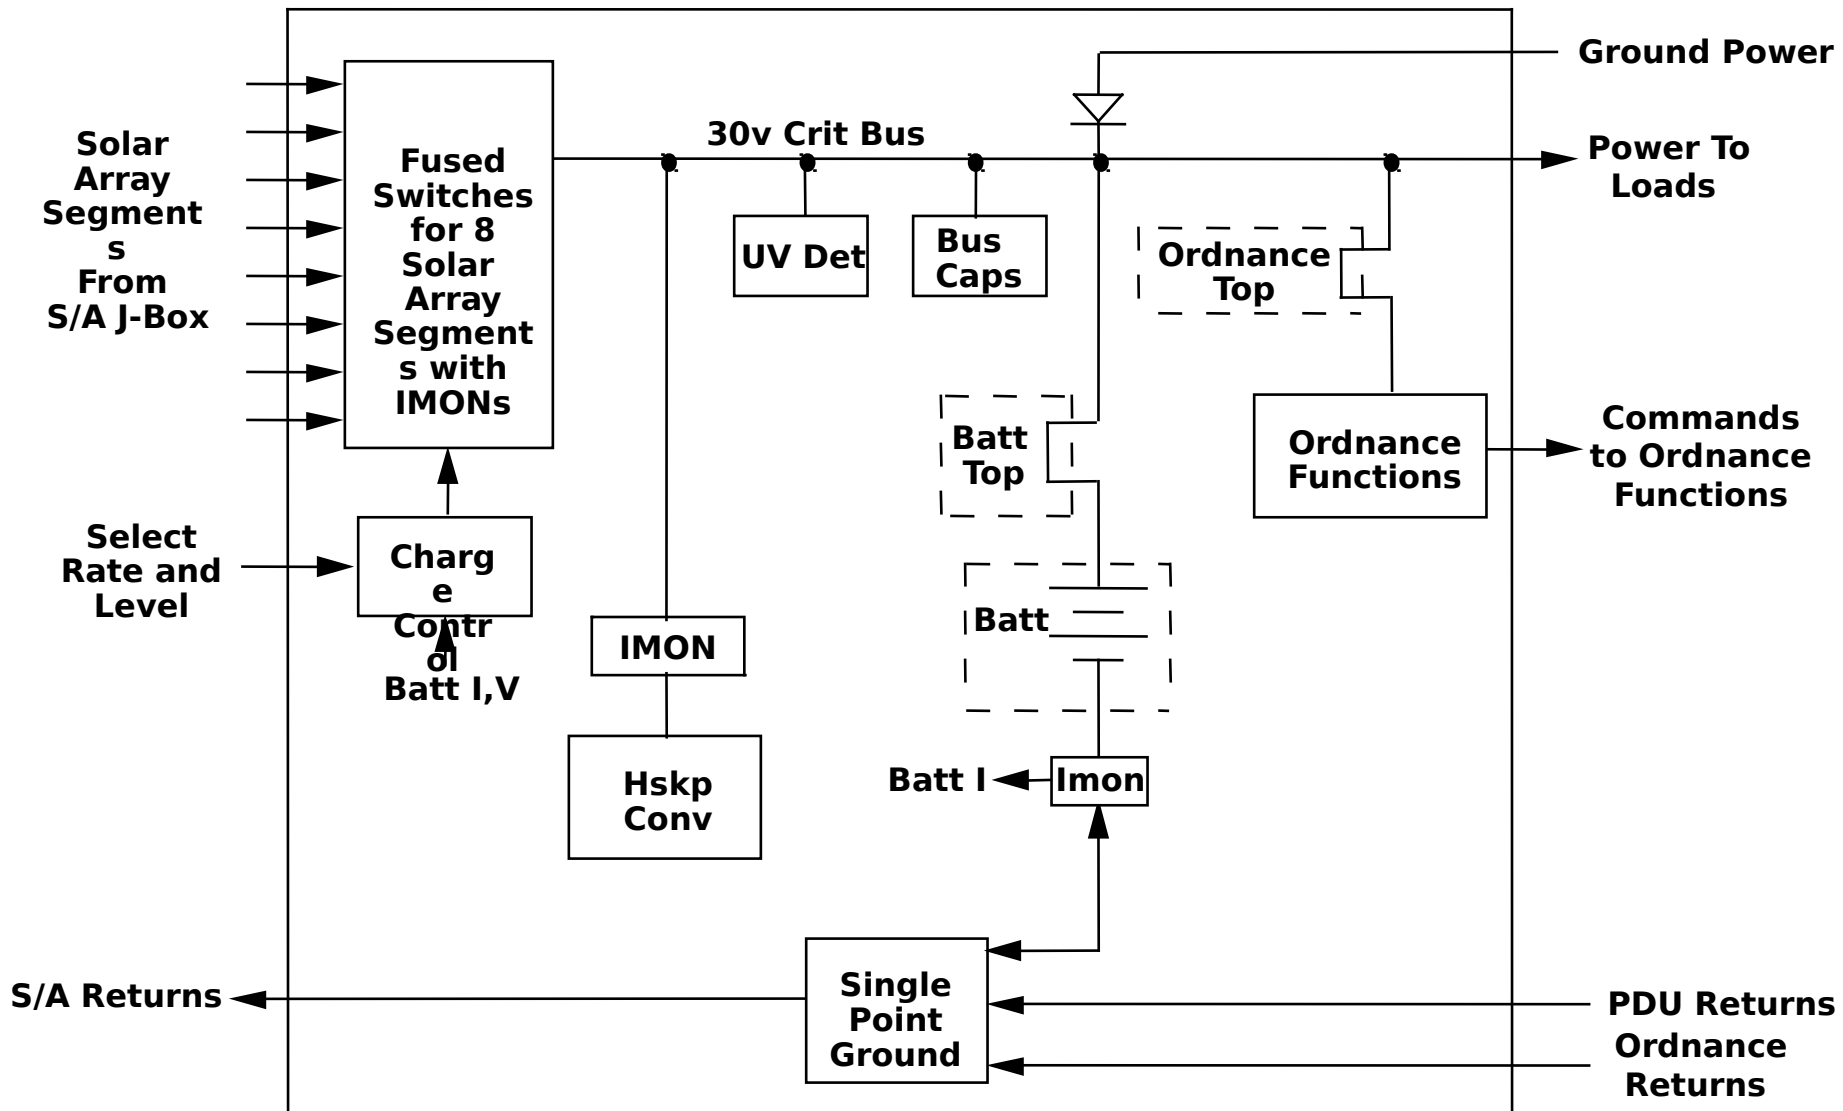 Ground Power
30v Crit Bus
Power To
Loads
Solar
Array
Segment
s
From
S/A J-Box
Fused
Switches
for 8
Solar
Array
Segment
s with
IMONs
UV Det
Bus
Caps
Ordnance
Top
Batt
Top
Ordnance
Functions
Commands
to Ordnance
Functions
Select
Rate and
Level
Charg
e
Contr
ol
Batt I,V
IMON
Batt
Hskp
Conv
Batt I
Imon
S/A Returns
Single
Point
Ground
PDU Returns
Ordnance
Returns